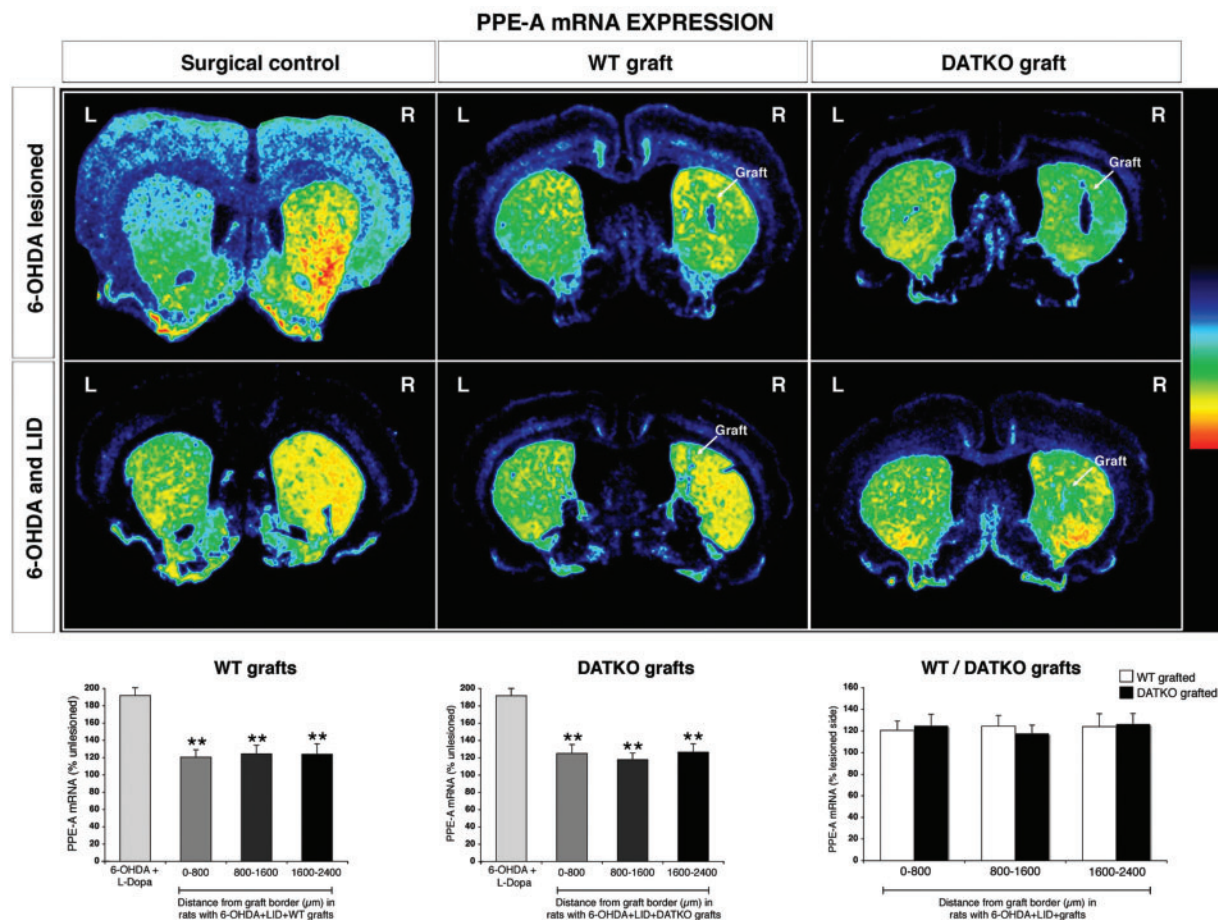 PPE-A mRNA EXPRESSION
Surgical control
WT graft
DATKO graft
6-OHDA lesioned
L
R
L
R
Graft
L
R
Graft
6-OHDA and LID
L
R
L
R
Graft
L
R
Graft
WT grafts
PPE-A mRNA (% unlesioned)
200
180
160
140
120
100
80
60
40
20
0
**
**
**
6-OHDA +
L-Dopa
0-800
800-1600
1600-2400
Distance from graft border (µm) in
rats with 6-OHDA+LID+WT grafts
DATKO grafts
PPE-A mRNA (% unlesioned)
200
180
160
140
120
100
80
60
40
20
0
**
**
**
6-OHDA +
L-Dopa
0-800
800-1600
1600-2400
Distance from graft border (µm) in
rats with 6-OHDA+LID+DATKO grafts
WT / DATKO grafts
WT grafted
DATKO grafted
PPE-A mRNA (% lesioned side)
160
140
120
100
80
60
40
20
0
0-800
800-1600
1600-2400
Distance from graft border (µm) in
rats with 6-OHDA+LID+grafts